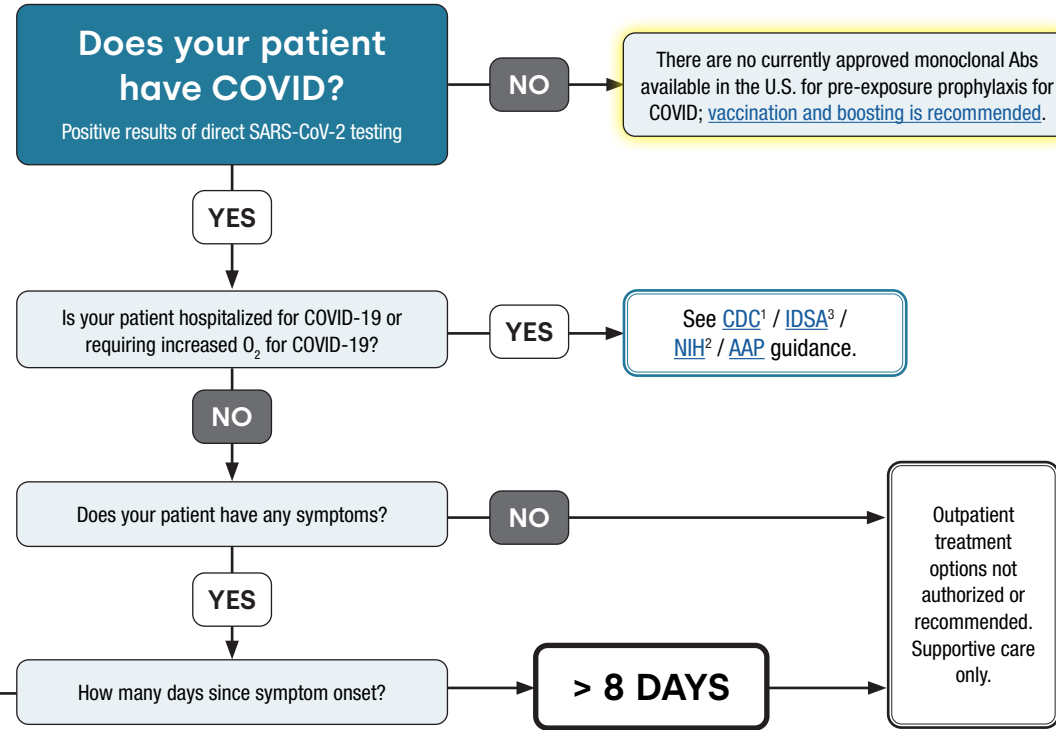 Does your patient
have COVID?
Positive results of direct SARS-CoV-2 testing
NO
There are no currently approved monoclonal Abs
available in the U.S. for pre-exposure prophylaxis for
COVID; vaccination and boosting is recommended.
YES
Is your patient hospitalized for COVID-19 or
requiring increased O₂ for COVID-19?
YES
See CDC¹ / IDSA³ /
NIH² / AAP guidance.
NO
Does your patient have any symptoms?
NO
Outpatient
treatment
options not
authorized or
recommended.
Supportive care
only.
YES
How many days since symptom onset?
> 8 DAYS